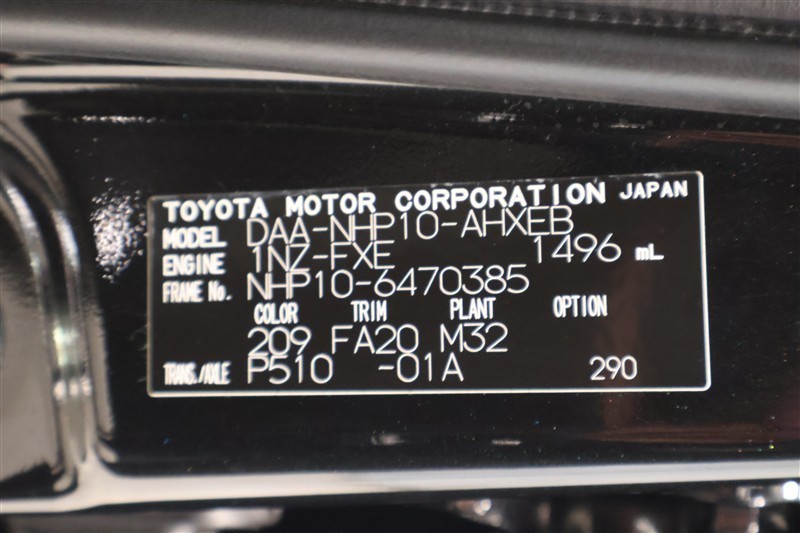 TOYOTA MOTOR CORPORATION JAPAN
MODEL DAA-NHP10-AHXEB
ENGINE 1NZ-FXE 1496 mL
FRAME No. NHP10-6470385
COLOR TRIM PLANT OPTION
209 FA20 M32
TRANS./AXLE P510 -01A 290